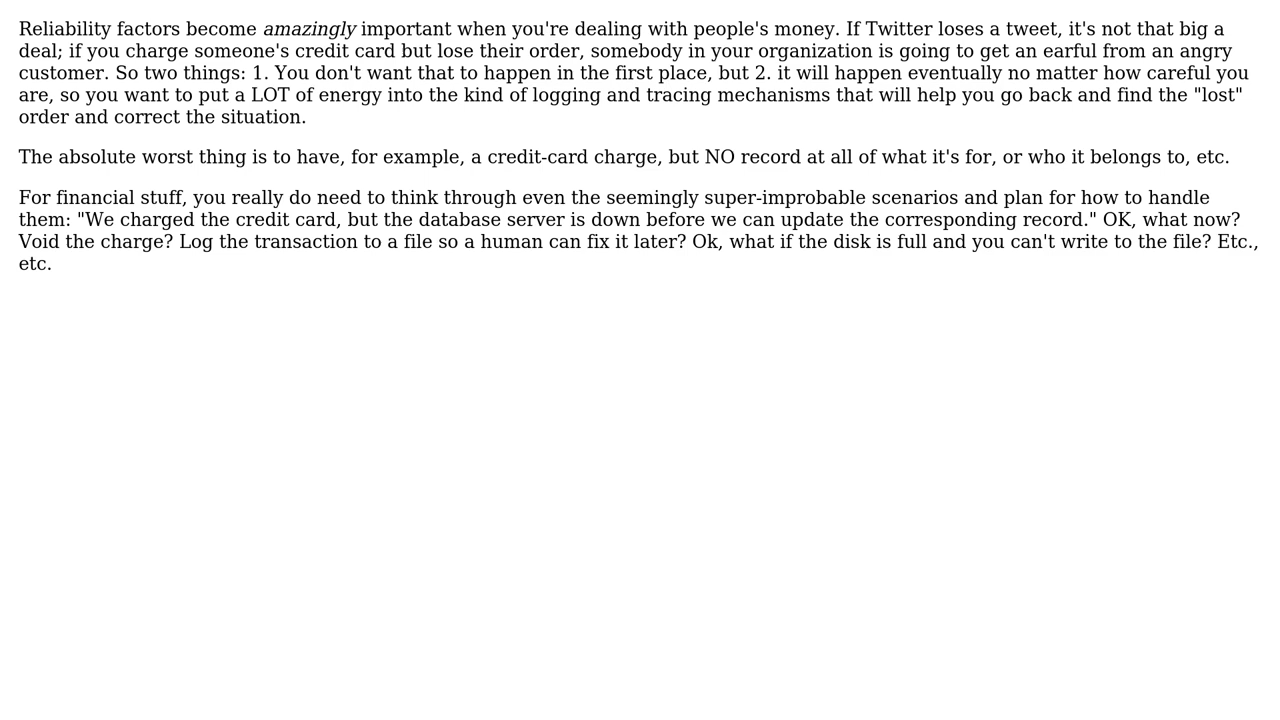 Reliability factors become amazingly important when you're dealing with people's money. If Twitter loses a tweet, it's not that big a
deal; if you charge someone's credit card but lose their order, somebody in your organization is going to get an earful from an angry
customer. So two things: 1. You don't want that to happen in the first place, but 2. it will happen eventually no matter how careful you
are, so you want to put a LOT of energy into the kind of logging and tracing mechanisms that will help you go back and find the "lost"
order and correct the situation.
The absolute worst thing is to have, for example, a credit-card charge, but NO record at all of what it's for, or who it belongs to, etc.
For financial stuff, you really do need to think through even the seemingly super-improbable scenarios and plan for how to handle
them: "We charged the credit card, but the database server is down before we can update the corresponding record." OK, what now?
Void the charge? Log the transaction to a file so a human can fix it later? Ok, what if the disk is full and you can't write to the file? Etc.,
etc.